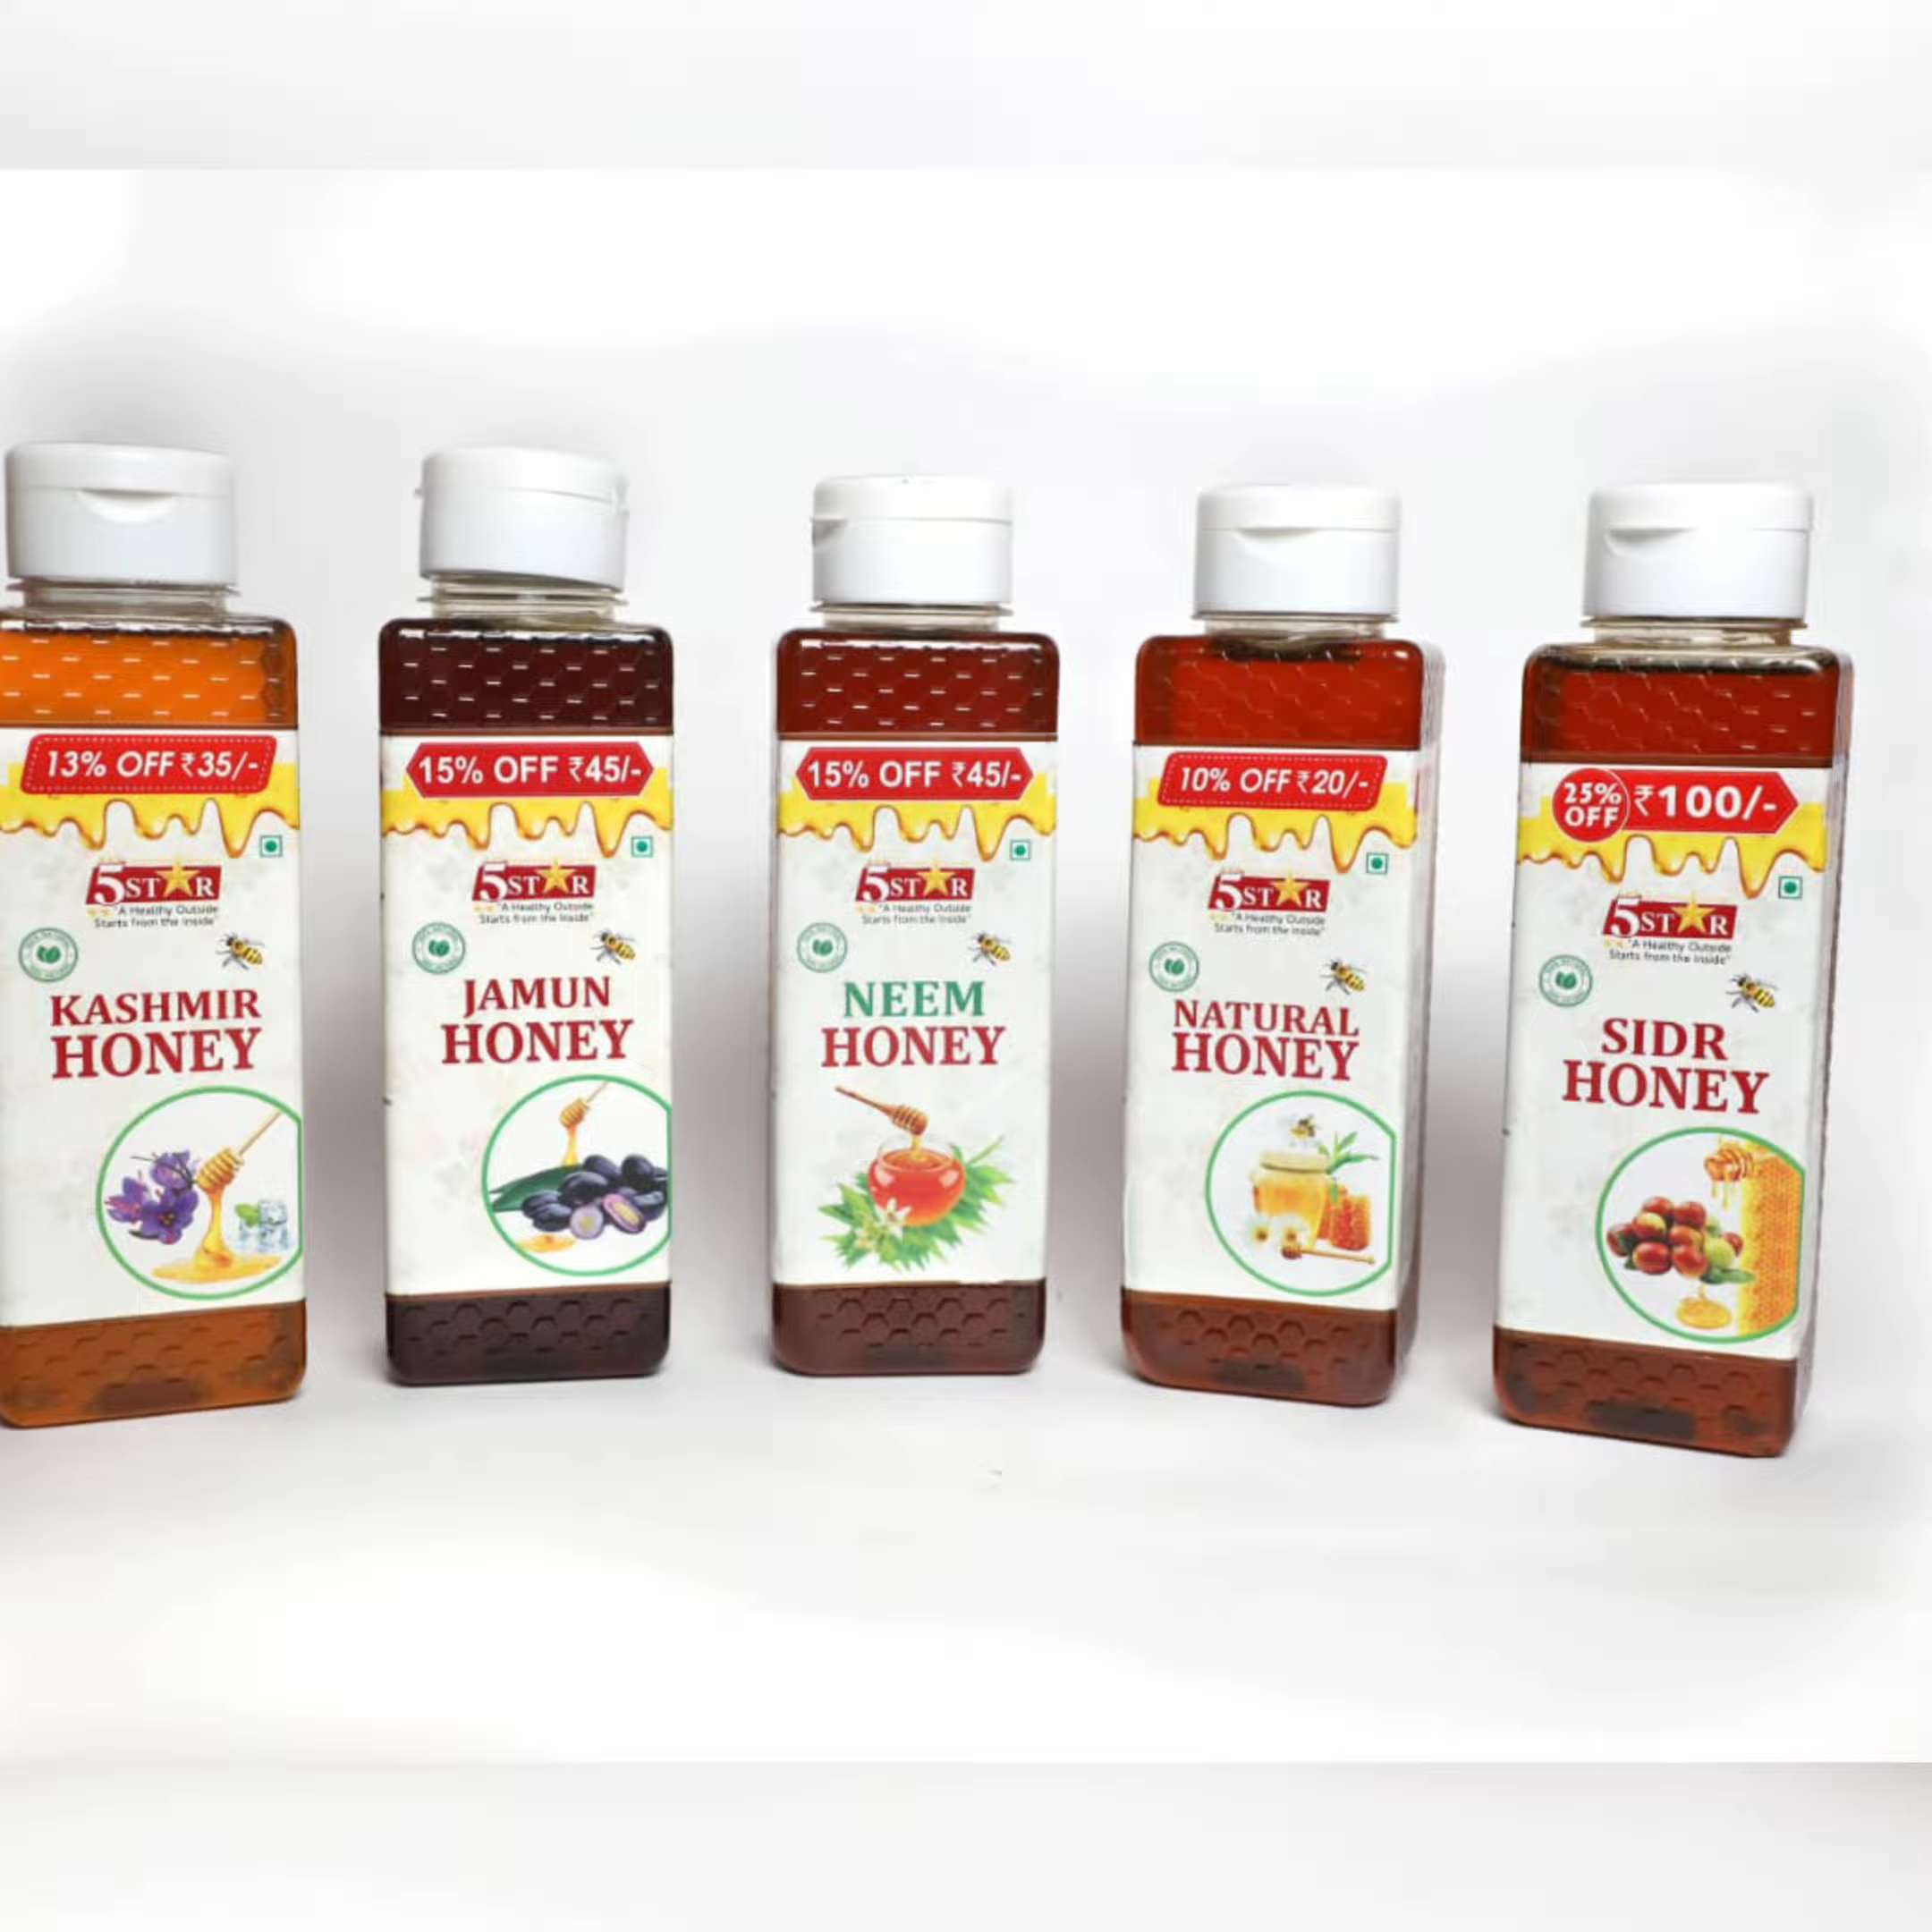 13% OFF ₹35/-
5STAR
"A Healthy Outside
Starts from the Inside"
KASHMIR
HONEY
15% OFF ₹45/-
5STAR
"A Healthy Outside
Starts from the Inside"
JAMUN
HONEY
15% OFF ₹45/-
5STAR
"A Healthy Outside
Starts from the Inside"
NEEM
HONEY
10% OFF ₹20/-
5STAR
"A Healthy Outside
Starts from the Inside"
NATURAL
HONEY
25%
OFF
₹100/-
5STAR
"A Healthy Outside
Starts from the Inside"
SIDR
HONEY